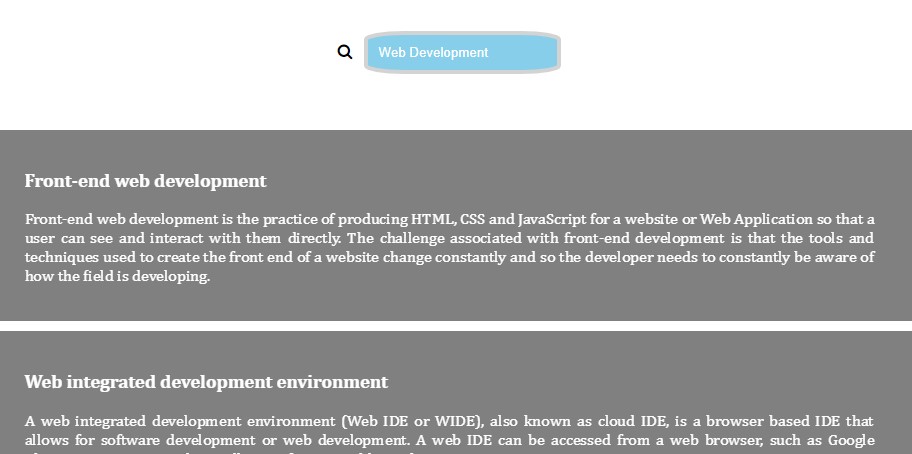 Web Development
Front-end web development
Front-end web development is the practice of producing HTML, CSS and JavaScript for a website or Web Application so that a
user can see and interact with them directly. The challenge associated with front-end development is that the tools and
techniques used to create the front end of a website change constantly and so the developer needs to constantly be aware of
how the field is developing.
Web integrated development environment
A web integrated development environment (Web IDE or WIDE), also known as cloud IDE, is a browser based IDE that
allows for software development or web development. A web IDE can be accessed from a web browser, such as Google